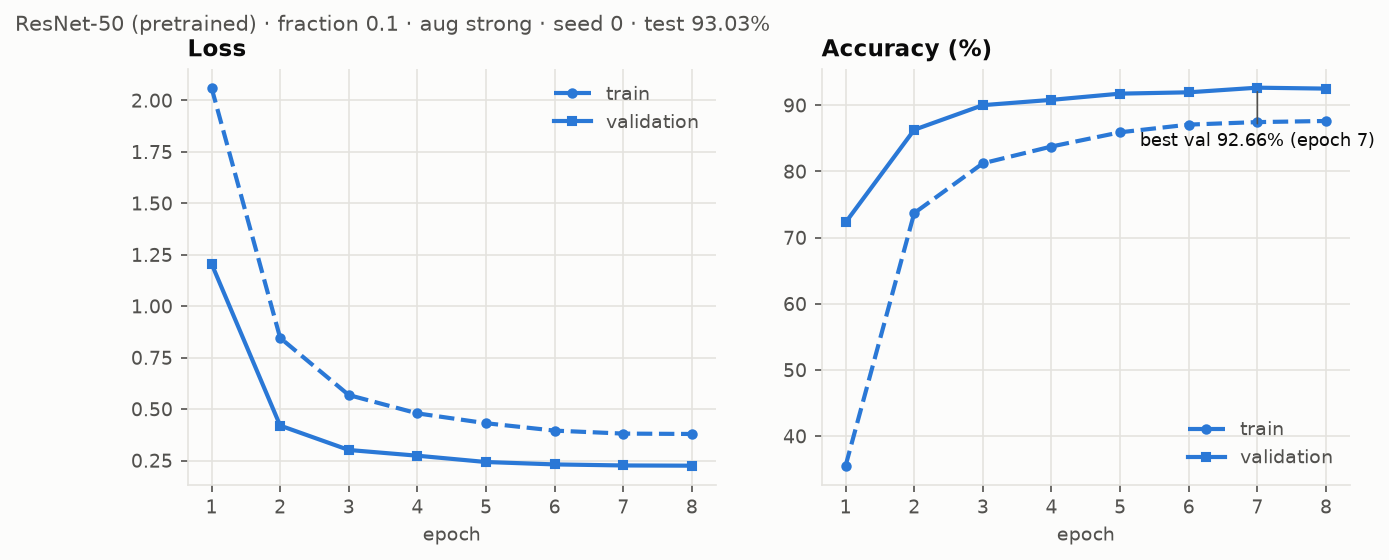 ResNet-50 (pretrained) · fraction 0.1 · aug strong · seed 0 · test 93.03%
Loss
2.00
1.75
1.50
1.25
1.00
0.75
0.50
0.25
1 2 3 4 5 6 7 8
epoch
train
validation
Accuracy (%)
90
80
70
60
50
40
1 2 3 4 5 6 7 8
epoch
best val 92.66% (epoch 7)
train
validation